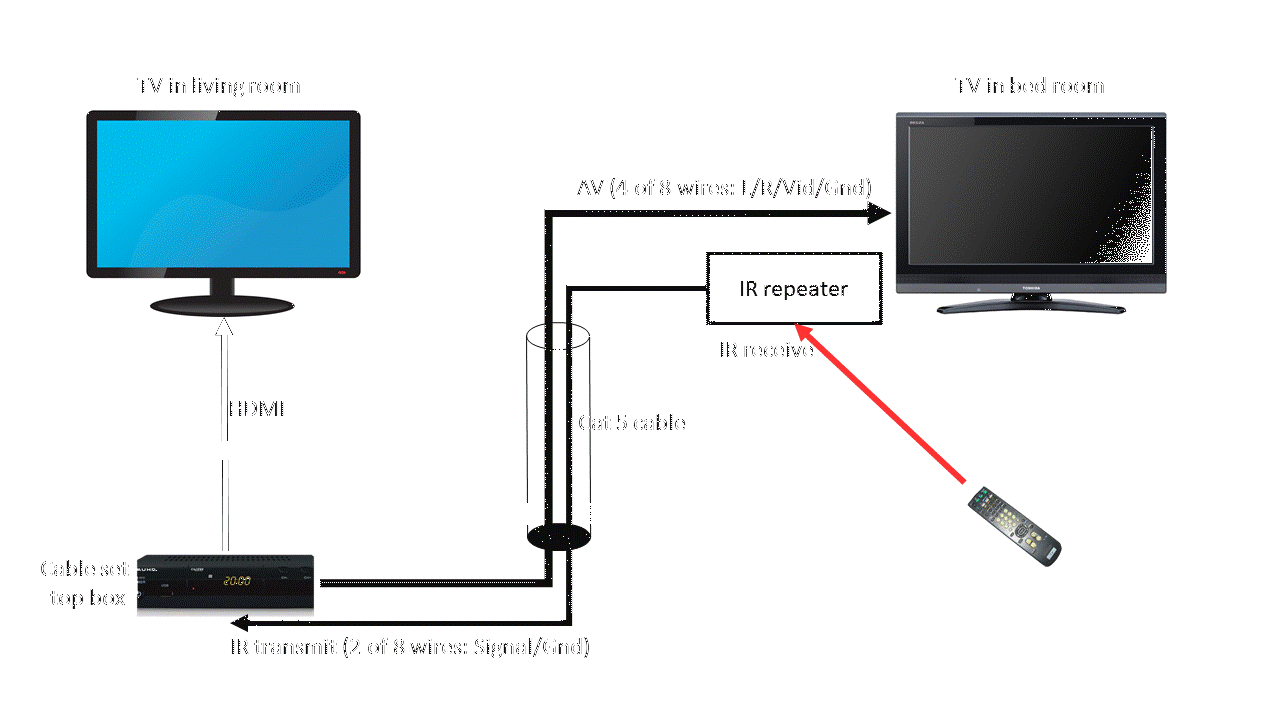 TV in living room
TV in bed room
AV (4 of 8 wires: L/R/Vid/Gnd)
IR repeater
IR receive
HDMI
Cat 5 cable
Cable set
top box
20:00
IR transmit (2 of 8 wires: Signal/Gnd)
TOSHIBA